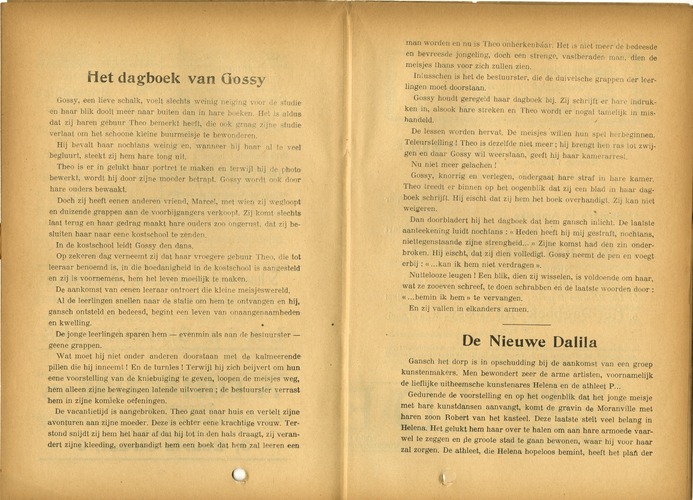 Het dagboek van Gossy
Gossy, een lieve schalk, voelt slechts weinig neiging voor de studie
en haar blik doolt meer naar buiten dan in hare boeken. Het is aldus
dat zij harem gebuur Theo bemerkt heeft, die ook graag zijne studie
verlaat om het schoone kleine buurmeisje te bewonderen.
Hij bevalt haar nochtans weinig en, wanneer hij haar al te veel
begluurt, steekt zij hem hare tong uit.
Theo is er in gelukt haar portret te maken en terwijl hij de photo
bewerkt, wordt hij door zijne moeder betrapt. Gossy wordt ook door
hare ouders bewaakt.
Doch zij heeft eenen anderen vriend, Marcel, met wien zij wegloopt
en duizende grappen aan de voorbijgangers verkoopt. Zij komt slechts
laat terug en haar gedrag maakt hare ouders zoo ongerust, dat zij be-
sluiten haar naar eene kostschool te zenden.
In de kostschool leidt Gossy den dans.
Op zekeren dag verneemt zij dat haar vroegere gebuur Theo, die tot
leeraar benoemd is, in die hoedanigheid in de kostschool is aangesteld
en zij is voornemens, hem het leven moeilijk te maken.
De aankomst van eenen leeraar ontroert die kleine meisjeswereld.
Al de leerlingen snellen naar de statie om hem te ontvangen en hij,
gansch ontsteld en bedeesd, begint een leven van onaangenaamheden
en kwelling.
De jonge leerlingen sparen hem — evenmin als aan de bestuurster —
geene grappen.
Wat moet hij niet onder anderen doorstaan met de kalmeerende
pillen die hij inneemt! En de turnles! Terwijl hij zich beijvert om hun
eene voorstelling van de kniebuiging te geven, loopen de meisjes weg,
hem alleen zijne bewegingen latende uitvoeren; de bestuurster verrast
hem in zijne komieke oefeningen.
De vacantietijd is aangebroken. Theo gaat naar huis en vertelt zijne
avonturen aan zijne moeder. Deze is echter eene krachtige vrouw. Ter-
stond snijdt zij hem het haar af dat hij tot in den hals draagt, zij veran-
dert zijne kleeding, overhandigt hem een boek dat hem zal leeren een
man worden en nu is Theo onherkenbaar. Het is niet meer de bedeesde
en bevreesde jongeling, doch een strenge, vastberaden man, dien de
meisjes thans voor zich zullen zien.
Intusschen is het de bestuurster, die de duivelsche grappen der leer-
lingen moet doorstaan.
Gossy houdt geregeld haar dagboek bij. Zij schrijft er hare indruk-
ken in, alsook hare streken en Theo wordt er nogal tamelijk in mis-
handeld.
De lessen worden hervat. De meisjes willen hun spel herbeginnen.
Teleurstelling! Theo is dezelfde niet meer; hij brengt hen ras tot zwij-
gen en daar Gossy wil weerstaan, geeft hij haar kamerarrest.
Nu niet meer gelachen!
Gossy, knorrig en verlegen, ondergaat hare straf in hare kamer.
Theo treedt er binnen op het oogenblik dat zij een blad in haar dag-
boek schrijft. Hij eischt dat zij hem het boek overhandigt. Zij kan niet
weigeren.
Dan doorbladert hij het dagboek dat hem gansch inlicht. De laatste
aanteekening luidt nochtans: « Heden heeft hij mij gestraft, nochtans,
niettegenstaande zijne strengheid... » Zijne komst had den zin onder-
broken. Hij eischt, dat zij dien volledigt. Gossy neemt de pen en voegt
erbij: « ...kan ik hem niet verdragen ».
Nuttelooze leugen! Een blik, dien zij wisselen, is voldoende om haar,
wat ze zooeven schreef, te doen schrabben en de laatste woorden door:
« ...bemin ik hem » te vervangen.
En zij vallen in elkanders armen.
De Nieuwe Dalila
Gansch het dorp is in opschudding bij de aankomst van een groep
kunstenmakers. Men bewondert zeer de arme artisten, voornamelijk
de lieflijke uitheemsche kunstenares Helena en de athleet P...
Gedurende de voorstelling en op het oogenblik dat het jonge meisje
met hare kunstdansen aanvangt, komt de gravin de Moranville met
haren zoon Robert van het kasteel. Deze laatste stelt veel belang in
Helena. Het gelukt hem haar over te halen om aan hare armoede vaar-
wel te zeggen en de groote stad te gaan bewonen, waar hij voor haar
zal zorgen. De athleet, die Helena hopeloos bemint, heeft het plan der